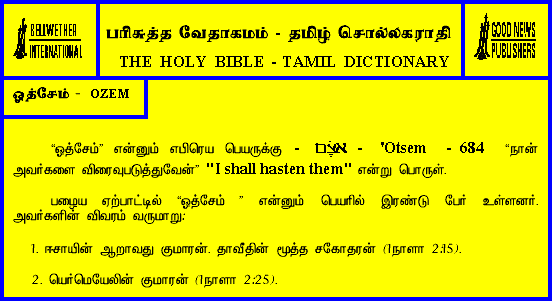 BELLWETHER
INTERNATIONAL
பரிசுத்த வேதாகமம் - தமிழ் சொல்லகராதி
THE HOLY BIBLE - TAMIL DICTIONARY
GOOD NEWS
PUBLISHERS
ஒத்சேம் - OZEM
“ஒத்சேம்” என்னும் எபிரெய பெயருக்கு - אֹצֶם - 'Otsem - 684 “நான்
அவர்களை விரைவுபடுத்துவேன்” "I shall hasten them" என்று பொருள்.
பழைய ஏற்பாட்டில் “ஒத்சேம் ” என்னும் பெயரில் இரண்டு பேர் உள்ளனர்.
அவர்களின் விவரம் வருமாறு:
1. ஈசாயின் ஆறாவது குமாரன். தாவீதின் மூத்த சகோதரன் (1நாளா 2:15).
2. யெர்மெயேலின் குமாரன் (1நாளா 2:25).